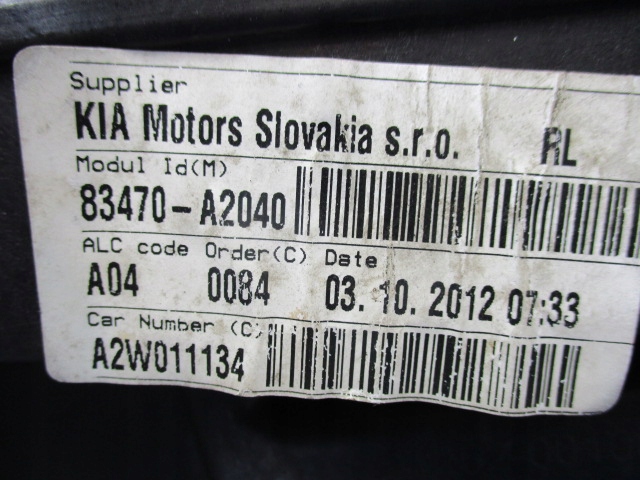 Supplier
KIA Motors Slovakia s.r.o. RL
Modul Id(M)
83470-A2040
ALC code Order(C) Date
A04 0084 03. 10. 2012 07:33
Car Number (C)
A2W011134